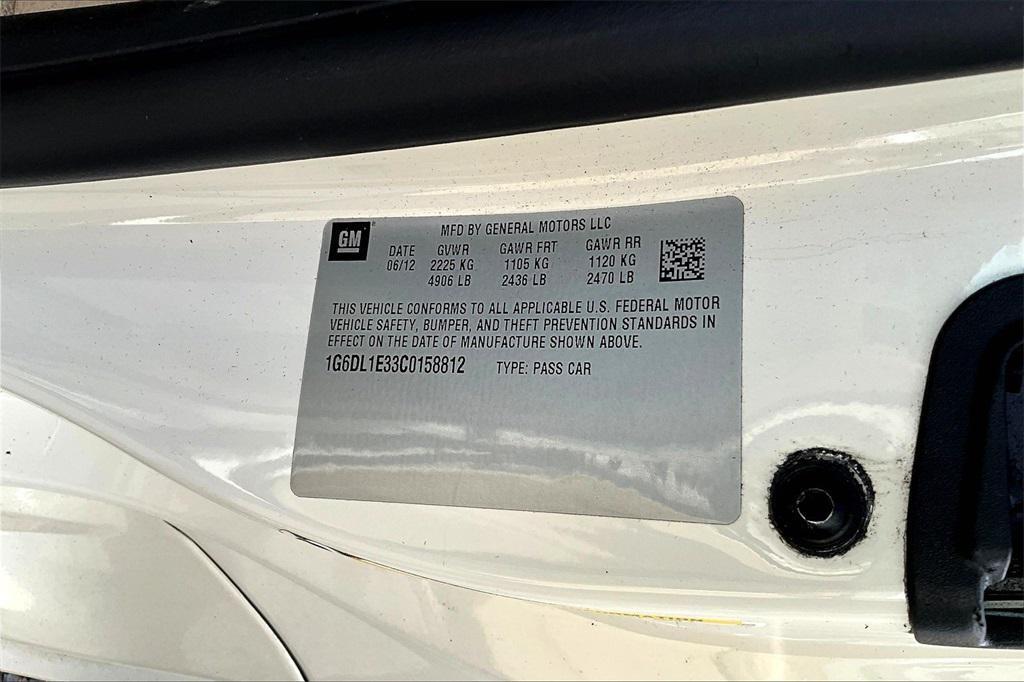 GM
MFD BY GENERAL MOTORS LLC
DATE GVWR GAWR FRT GAWR RR
06/12 2225 KG 1105 KG 1120 KG
4906 LB 2436 LB 2470 LB
THIS VEHICLE CONFORMS TO ALL APPLICABLE U.S. FEDERAL MOTOR
VEHICLE SAFETY, BUMPER, AND THEFT PREVENTION STANDARDS IN
EFFECT ON THE DATE OF MANUFACTURE SHOWN ABOVE.
1G6DL1E33C0158812 TYPE: PASS CAR